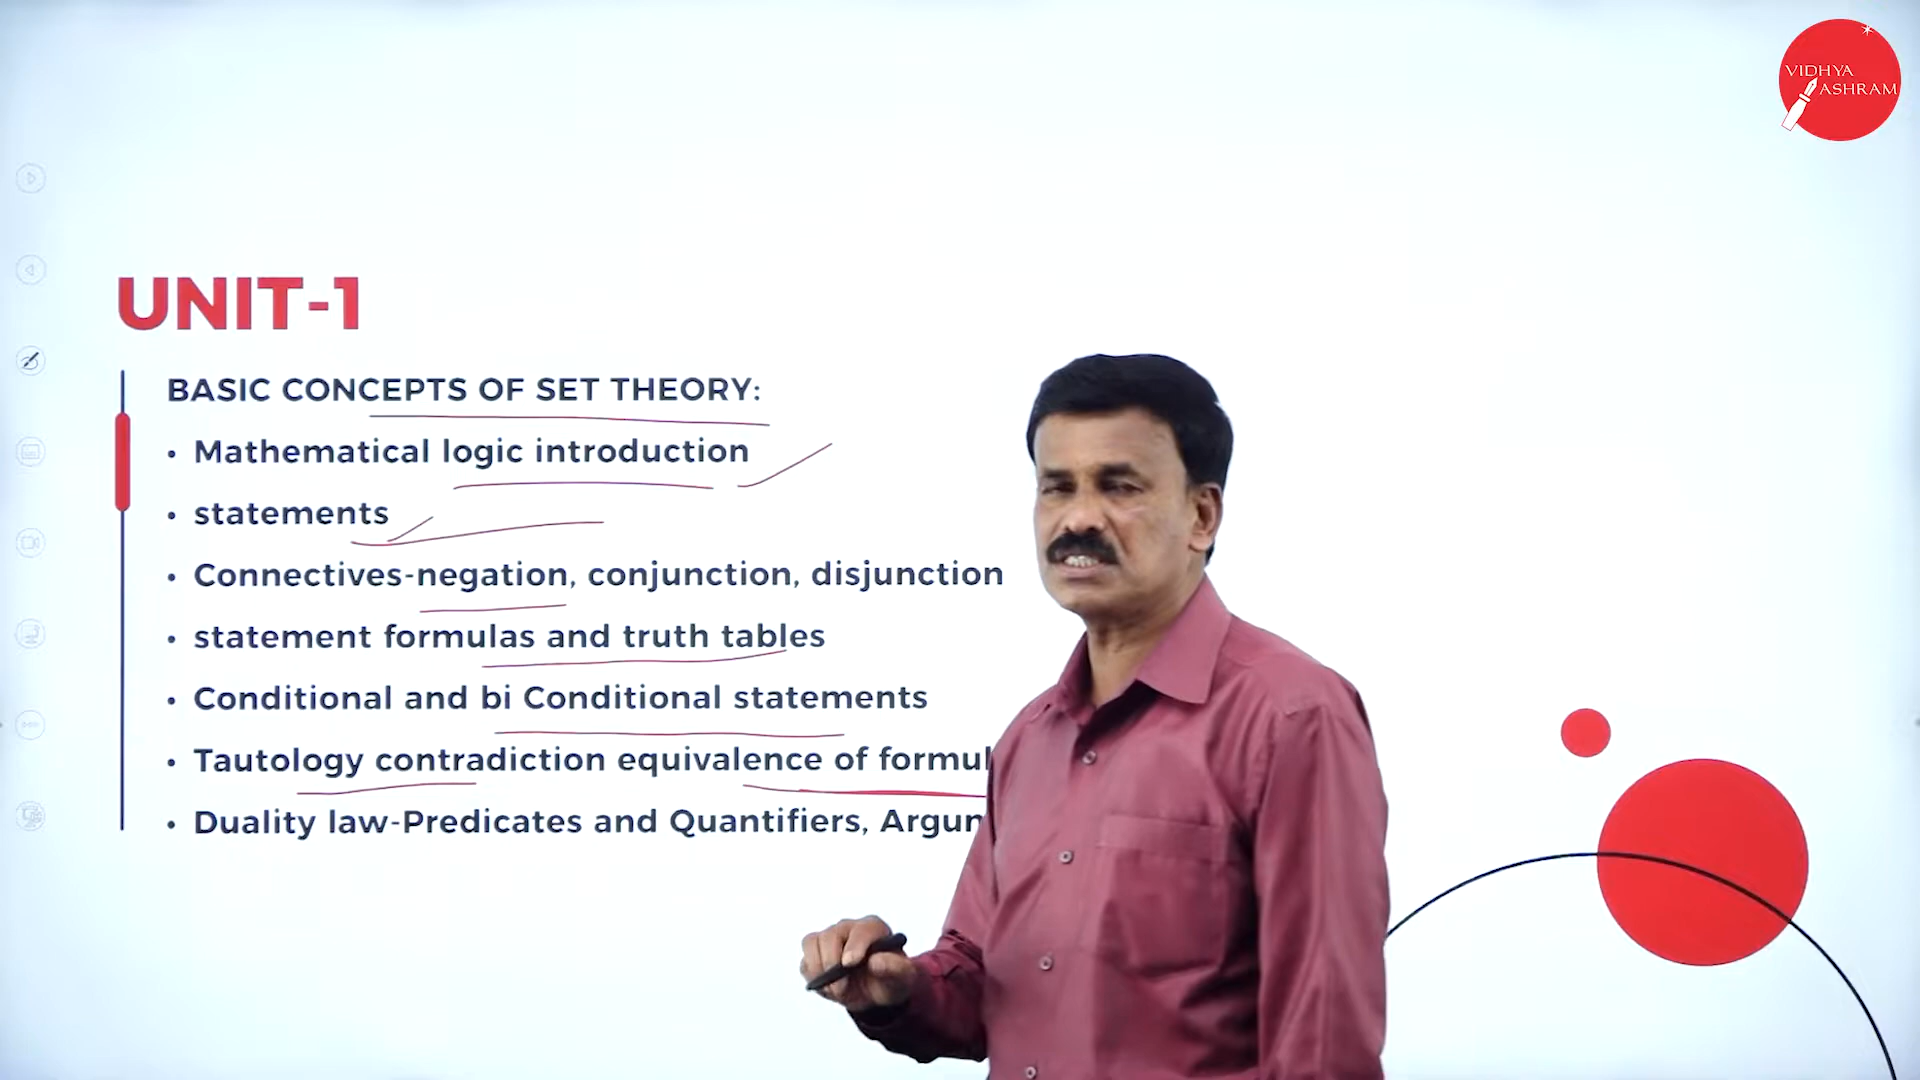 VIDHYA
ASHRAM
UNIT-1
BASIC CONCEPTS OF SET THEORY:
• Mathematical logic introduction
• statements
• Connectives-negation, conjunction, disjunction
• statement formulas and truth tables
• Conditional and bi Conditional statements
• Tautology contradiction equivalence of formul
• Duality law-Predicates and Quantifiers, Argun